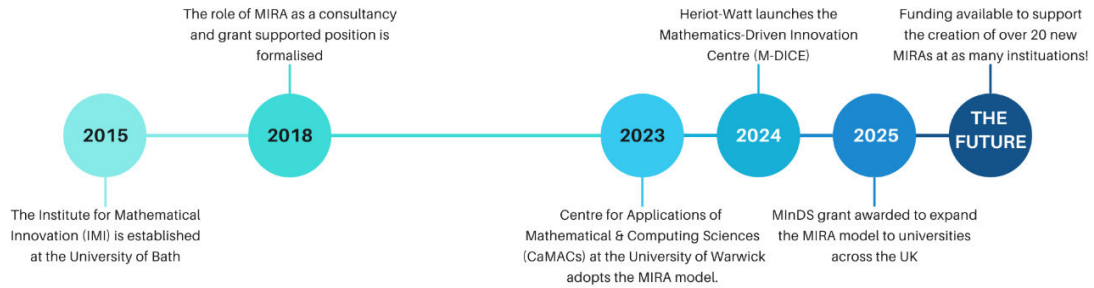 The role of MIRA as a consultancy
and grant supported position is
formalised
Heriot-Watt launches the
Mathematics-Driven Innovation
Centre (M-DICE)
Funding available to support
the creation of over 20 new
MIRAs at as many instituations!
2015
2018
2023
2024
2025
THE
FUTURE
The Institute for Mathematical
Innovation (IMI) is established
at the University of Bath
Centre for Applications of
Mathematical & Computing Sciences
(CaMACs) at the University of Warwick
adopts the MIRA model.
MInDS grant awarded to expand
the MIRA model to universities
across the UK